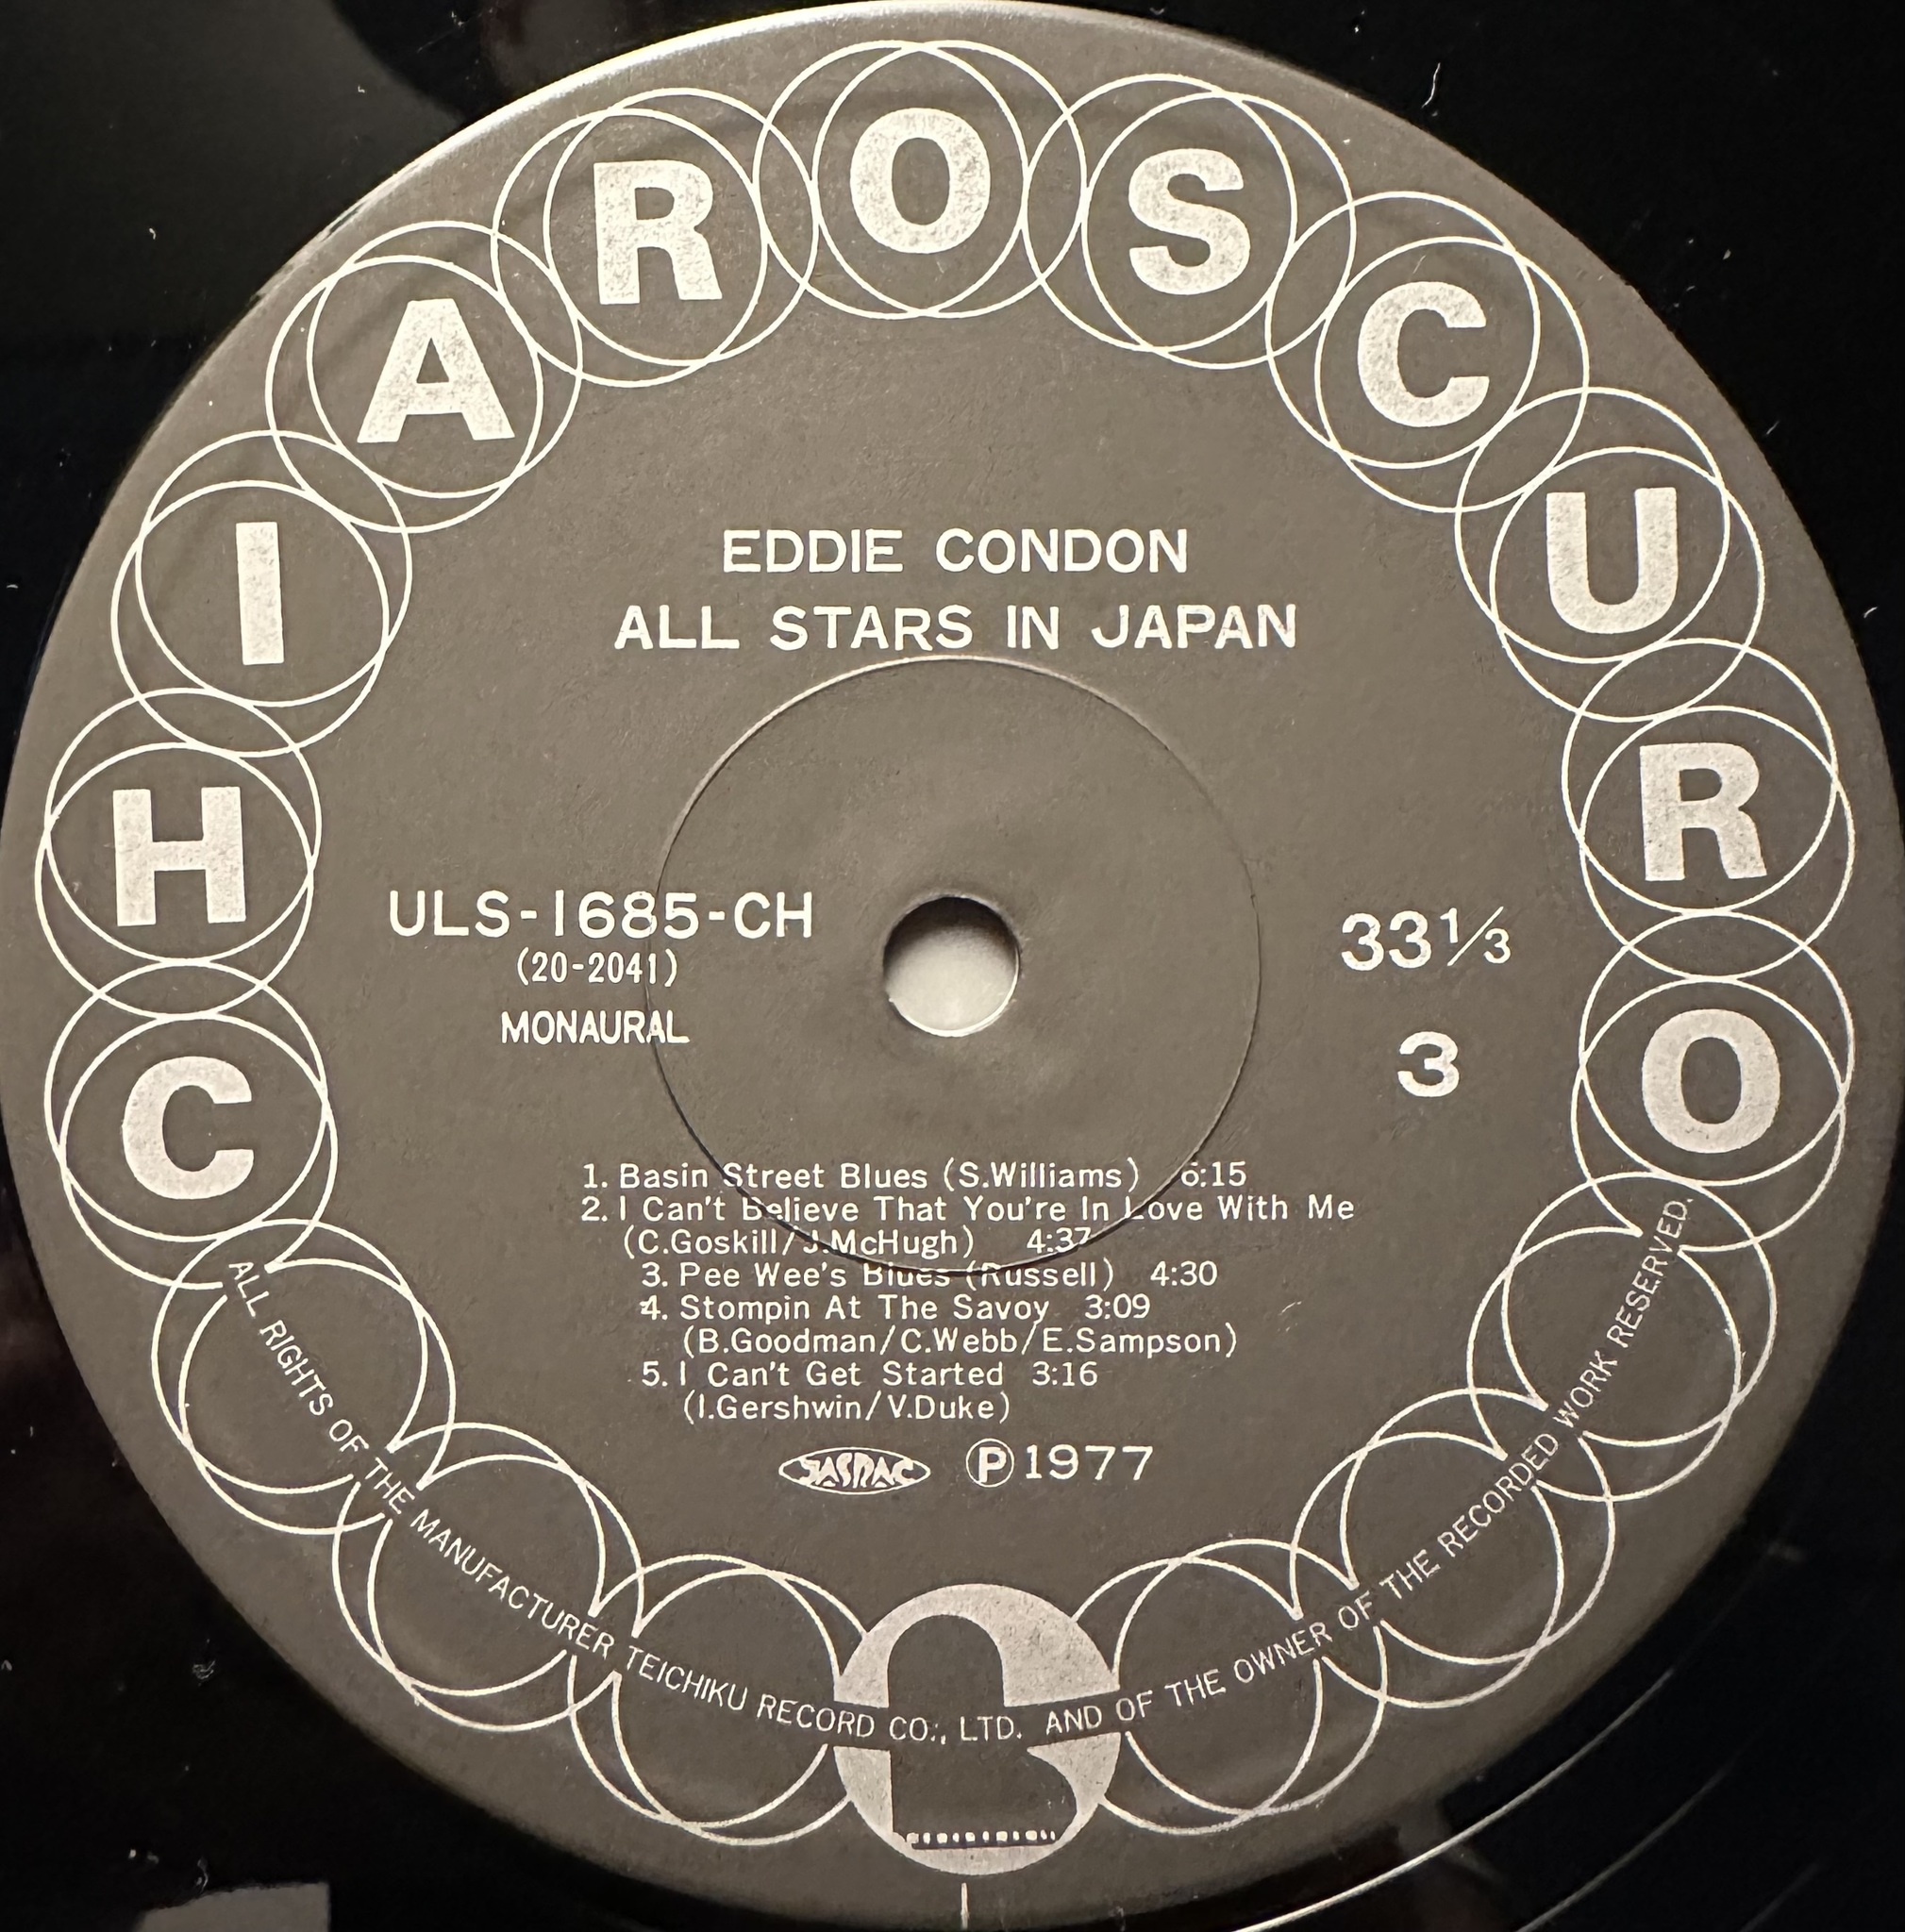 CHIAROSCURO
EDDIE CONDON
ALL STARS IN JAPAN
ULS-1685-CH
(20-2041)
MONAURAL
33 1/3
3
1. Basin Street Blues (S.Williams) 6:15
2. I Can't Believe That You're In Love With Me
(C.Goskill/J.McHugh) 4:37
3. Pee Wee's Blues (Russell) 4:30
4. Stompin At The Savoy 3:09
(B.Goodman/C.Webb/E.Sampson)
5. I Can't Get Started 3:16
(I.Gershwin/V.Duke)
JASRAC Ⓟ1977
ALL RIGHTS OF THE MANUFACTURER TEICHIKU RECORD CO., LTD. AND OF THE OWNER OF THE RECORDED WORK RESERVED.